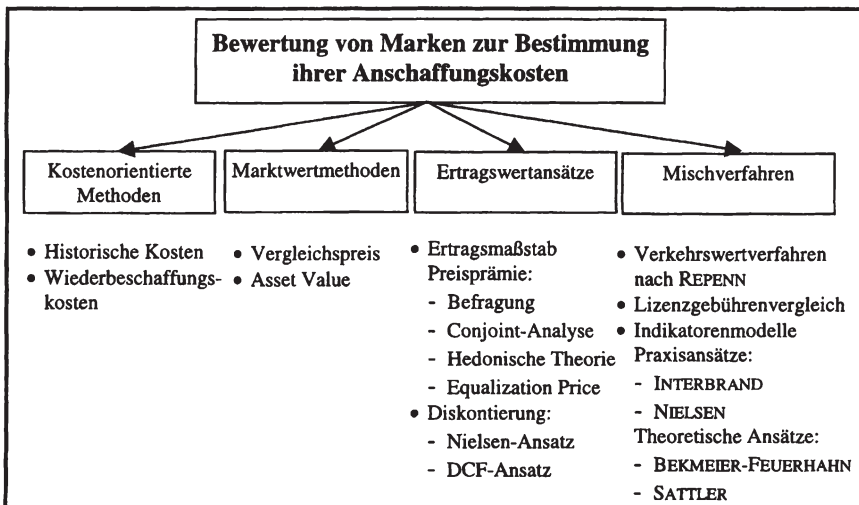 Bewertung von Marken zur Bestimmung
ihrer Anschaffungskosten
Kostenorientierte
Methoden
Marktwertmethoden
Ertragswertansätze
Mischverfahren
• Historische Kosten
• Wiederbeschaffungs-
kosten
• Vergleichspreis
• Asset Value
• Ertragsmaßstab
Preisprämie:
- Befragung
- Conjoint-Analyse
- Hedonische Theorie
- Equalization Price
• Diskontierung:
- Nielsen-Ansatz
- DCF-Ansatz
• Verkehrswertverfahren
nach REPENN
• Lizenzgebührenvergleich
• Indikatorenmodelle
Praxisansätze:
- INTERBRAND
- NIELSEN
Theoretische Ansätze:
- BEKMEIER-FEUERHAHN
- SATTLER